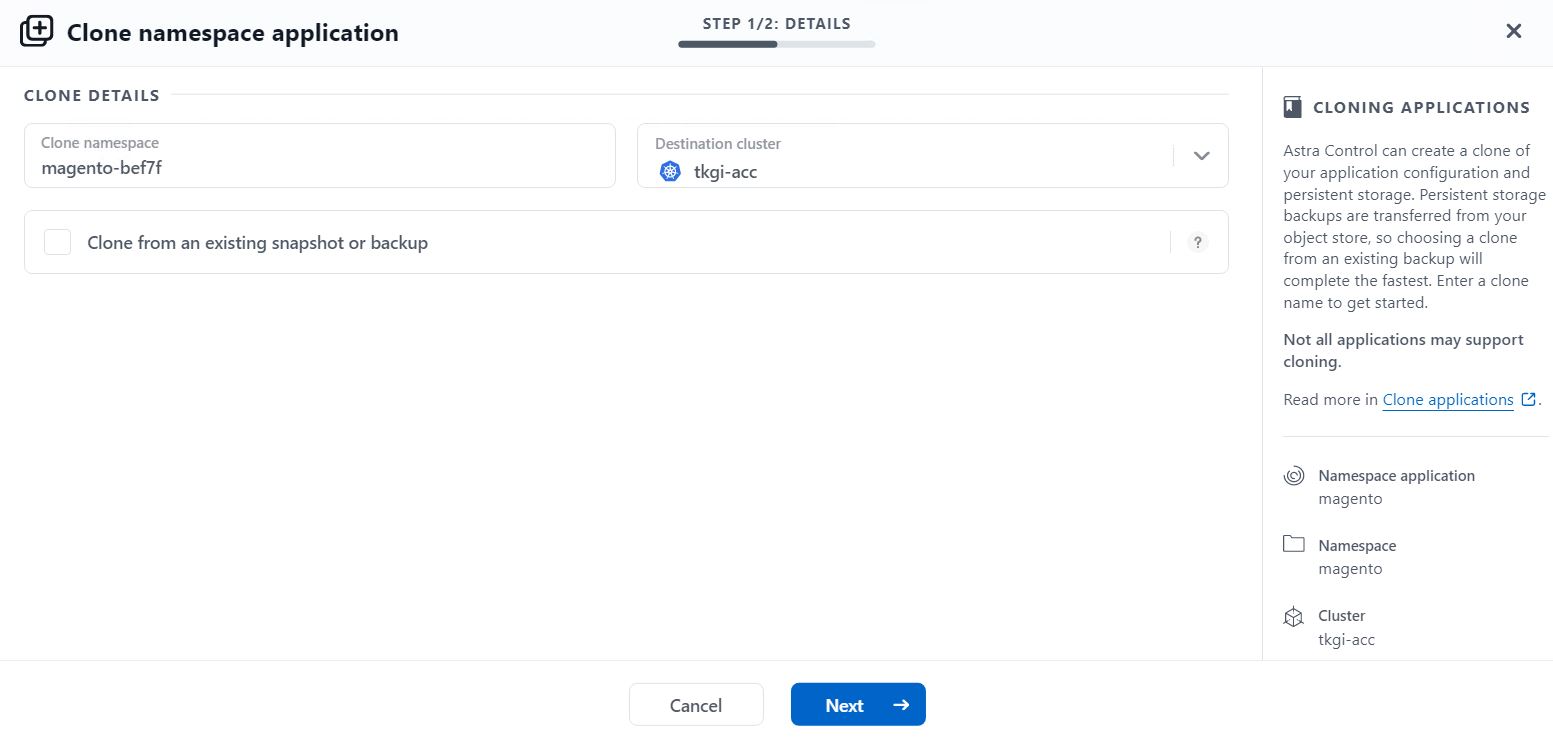 Clone namespace application
STEP 1/2: DETAILS
CLONE DETAILS
Clone namespace
magento-bef7f
Destination cluster
tkgi-acc
Clone from an existing snapshot or backup
?
CLONING APPLICATIONS
Astra Control can create a clone of
your application configuration and
persistent storage. Persistent storage
backups are transferred from your
object store, so choosing a clone
from an existing backup will
complete the fastest. Enter a clone
name to get started.
Not all applications may support
cloning.
Read more in Clone applications.
Namespace application
magento
Namespace
magento
Cluster
tkgi-acc
Cancel
Next